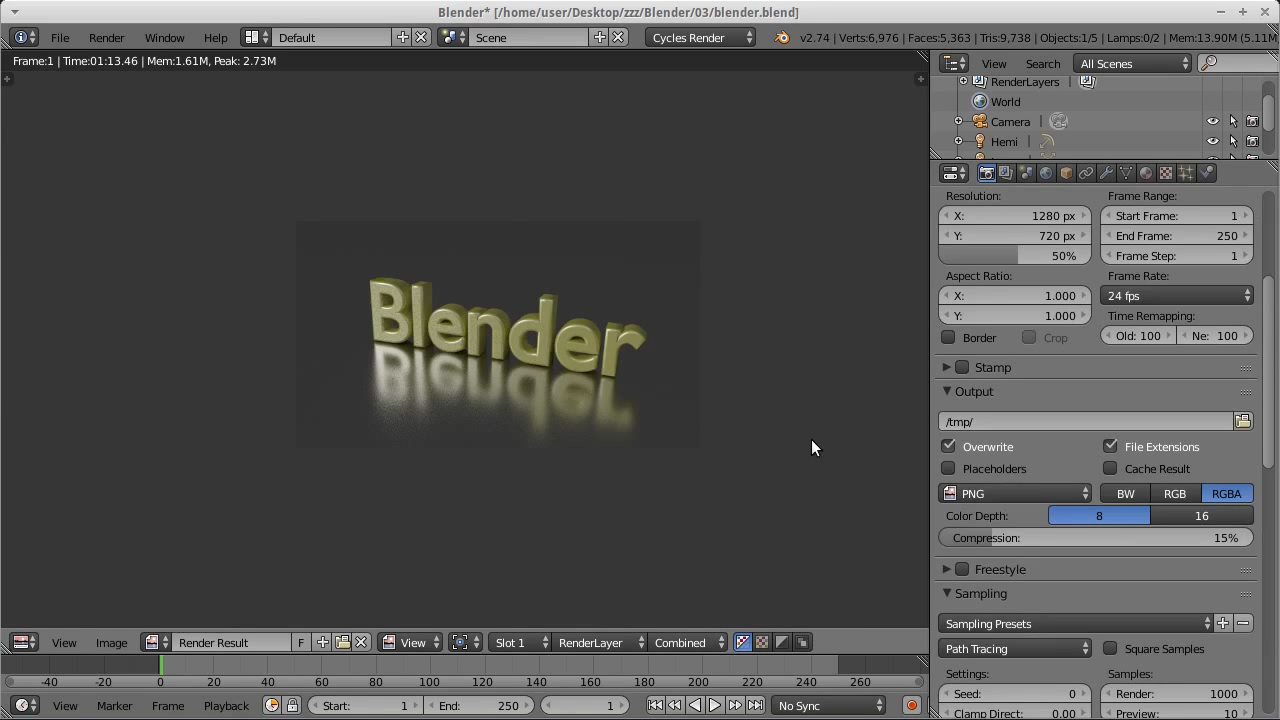 Blender* [/home/user/Desktop/zzz/Blender/03/blender.blend]
File Render Window Help Default Scene Cycles Render v2.74 | Verts:6,976 | Faces:5,363 | Tris:9,738 | Objects:1/5 | Lamps:0/2 | Mem:13.90M (5.11M
Frame:1 | Time:01:13.46 | Mem:1.61M, Peak: 2.73M
View Search All Scenes
RenderLayers
World
Camera
Hemi
Resolution: Frame Range:
X: 1280 px Start Frame: 1
Y: 720 px End Frame: 250
50% Frame Step: 1
Aspect Ratio: Frame Rate:
X: 1.000 24 fps
Y: 1.000 Time Remapping:
Old: 100 Ne: 100
Border Crop
Stamp
Output
/tmp/
Overwrite File Extensions
Placeholders Cache Result
PNG BW RGB RGBA
Color Depth: 8 16
Compression: 15%
Freestyle
Sampling
Sampling Presets
Path Tracing Square Samples
Settings: Samples:
Seed: 0 Render: 1000
Clamp Direct: 0.00 Preview: 10
Blender
View Image Render Result F View Slot 1 RenderLayer Combined
-40 -20 0 20 40 60 80 100 120 140 160 180 200 220 240 260
View Marker Frame Playback Start: 1 End: 250 1 No Sync